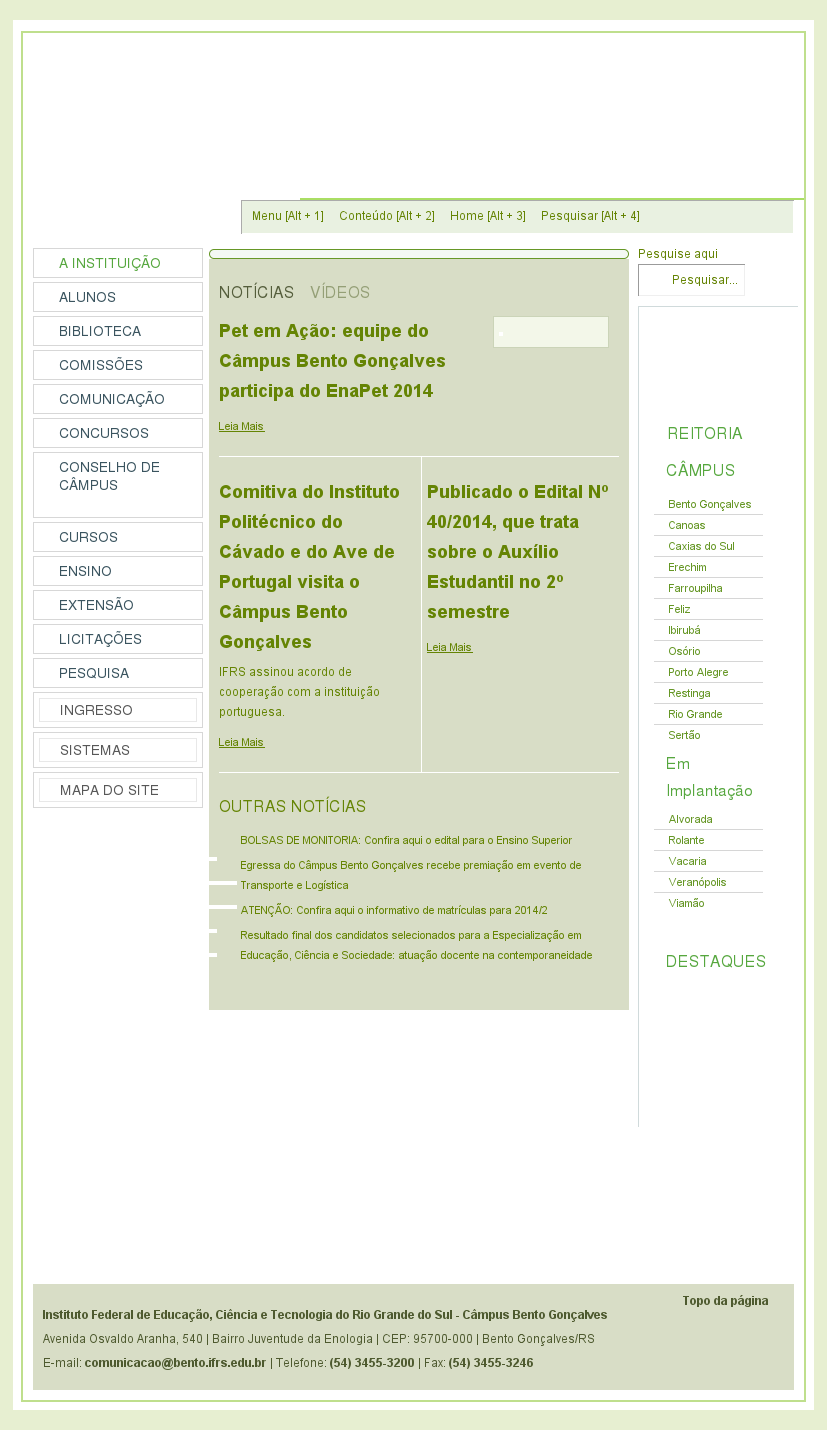 Menu [Alt + 1] Conteúdo [Alt + 2] Home [Alt + 3] Pesquisar [Alt + 4]
A INSTITUIÇÃO
ALUNOS
BIBLIOTECA
COMISSÕES
COMUNICAÇÃO
CONCURSOS
CONSELHO DE
CÂMPUS
CURSOS
ENSINO
EXTENSÃO
LICITAÇÕES
PESQUISA
INGRESSO
SISTEMAS
MAPA DO SITE
NOTÍCIAS VÍDEOS
Pet em Ação: equipe do
Câmpus Bento Gonçalves
participa do EnaPet 2014
Leia Mais
Comitiva do Instituto
Politécnico do
Cávado e do Ave de
Portugal visita o
Câmpus Bento
Gonçalves
IFRS assinou acordo de
cooperação com a instituição
portuguesa.
Leia Mais
Publicado o Edital Nº
40/2014, que trata
sobre o Auxílio
Estudantil no 2º
semestre
Leia Mais
OUTRAS NOTÍCIAS
BOLSAS DE MONITORIA: Confira aqui o edital para o Ensino Superior
Egressa do Câmpus Bento Gonçalves recebe premiação em evento de
Transporte e Logística
ATENÇÃO: Confira aqui o informativo de matrículas para 2014/2
Resultado final dos candidatos selecionados para a Especialização em
Educação, Ciência e Sociedade: atuação docente na contemporaneidade
Pesquise aqui
Pesquisar...
REITORIA
CÂMPUS
Bento Gonçalves
Canoas
Caxias do Sul
Erechim
Farroupilha
Feliz
Ibirubá
Osório
Porto Alegre
Restinga
Rio Grande
Sertão
Em
Implantação
Alvorada
Rolante
Vacaria
Veranópolis
Viamão
DESTAQUES
Topo da página
Instituto Federal de Educação, Ciência e Tecnologia do Rio Grande do Sul - Câmpus Bento Gonçalves
Avenida Osvaldo Aranha, 540 | Bairro Juventude da Enologia | CEP: 95700-000 | Bento Gonçalves/RS
E-mail: comunicacao@bento.ifrs.edu.br | Telefone: (54) 3455-3200 | Fax: (54) 3455-3246